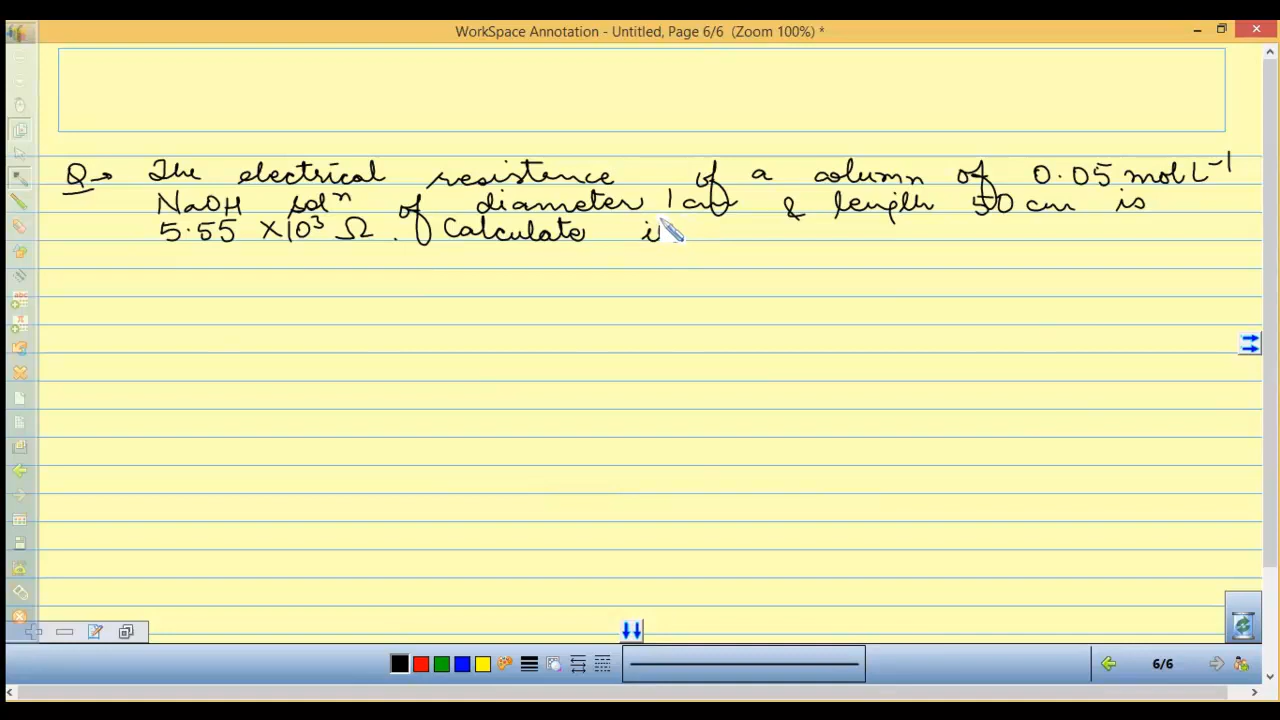 WorkSpace Annotation - Untitled, Page 6/6 (Zoom 100%) *
Q→ The electrical resistence of a column of 0.05 mol L⁻¹
NaOH solⁿ of diameter 1 cm & length 50 cm is
5.55 ×10³ Ω. Calculate i
6/6